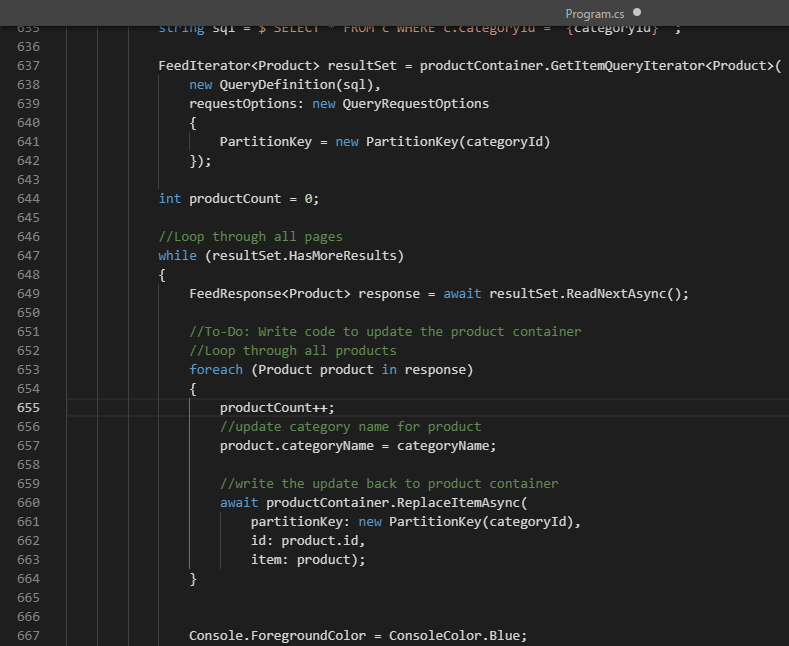 Program.cs
635 string sql = $"SELECT * FROM c WHERE c.categoryId = '{categoryId}'";
636
637 FeedIterator<Product> resultSet = productContainer.GetItemQueryIterator<Product>(
638 new QueryDefinition(sql),
639 requestOptions: new QueryRequestOptions
640 {
641 PartitionKey = new PartitionKey(categoryId)
642 });
643
644 int productCount = 0;
645
646 //Loop through all pages
647 while (resultSet.HasMoreResults)
648 {
649 FeedResponse<Product> response = await resultSet.ReadNextAsync();
650
651 //To-Do: Write code to update the product container
652 //Loop through all products
653 foreach (Product product in response)
654 {
655 productCount++;
656 //update category name for product
657 product.categoryName = categoryName;
658
659 //write the update back to product container
660 await productContainer.ReplaceItemAsync(
661 partitionKey: new PartitionKey(categoryId),
662 id: product.id,
663 item: product);
664 }
665
666
667 Console.ForegroundColor = ConsoleColor.Blue;